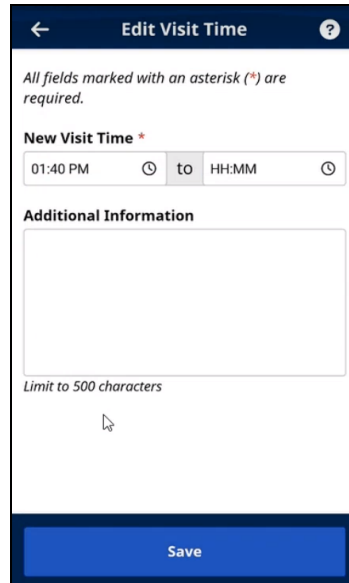 Edit Visit Time ?
All fields marked with an asterisk (*) are
required.
New Visit Time *
01:40 PM to HH:MM
Additional Information
Limit to 500 characters
Save